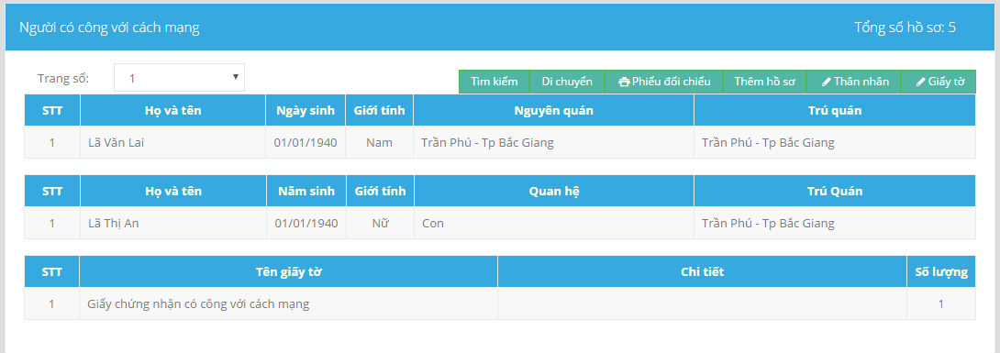 Người có công với cách mạng Tổng số hồ sơ: 5
Trang số: 1
Tìm kiếm Di chuyển Phiếu đối chiếu Thêm hồ sơ Thân nhân Giấy tờ
STT Họ và tên Ngày sinh Giới tính Nguyên quán Trú quán
1 Lã Văn Lai 01/01/1940 Nam Trần Phú - Tp Bắc Giang Trần Phú - Tp Bắc Giang
STT Họ và tên Năm sinh Giới tính Quan hệ Trú Quán
1 Lã Thị An 01/01/1940 Nữ Con Trần Phú - Tp Bắc Giang
STT Tên giấy tờ Chi tiết Số lượng
1 Giấy chứng nhận có công với cách mạng 1